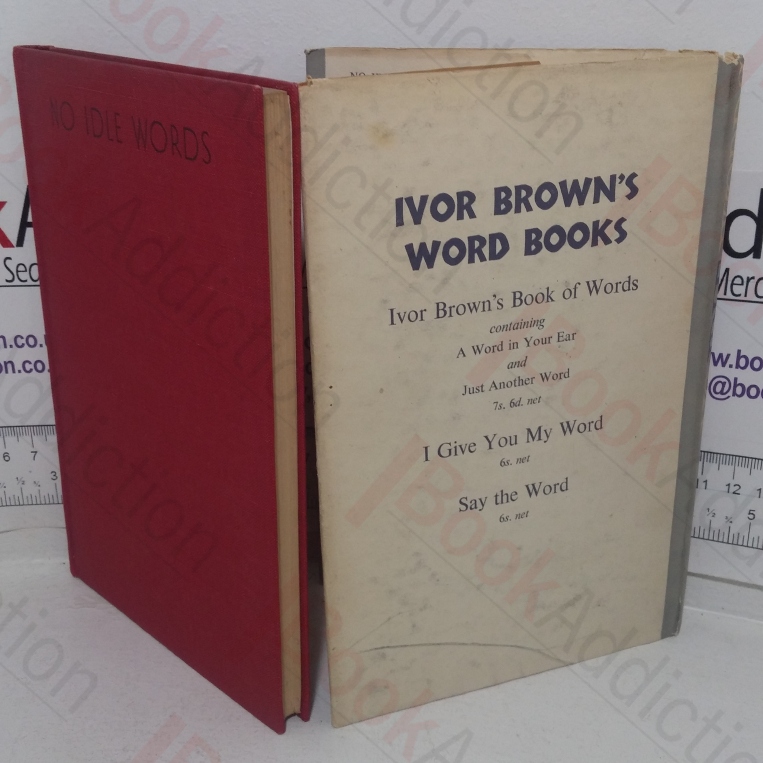 NO IDLE WORDS
IVOR BROWN'S
WORD BOOKS
Ivor Brown's Book of Words
containing
A Word in Your Ear
and
Just Another Word
7s. 6d. net
I Give You My Word
6s. net
Say the Word
6s. net
BookAddiction